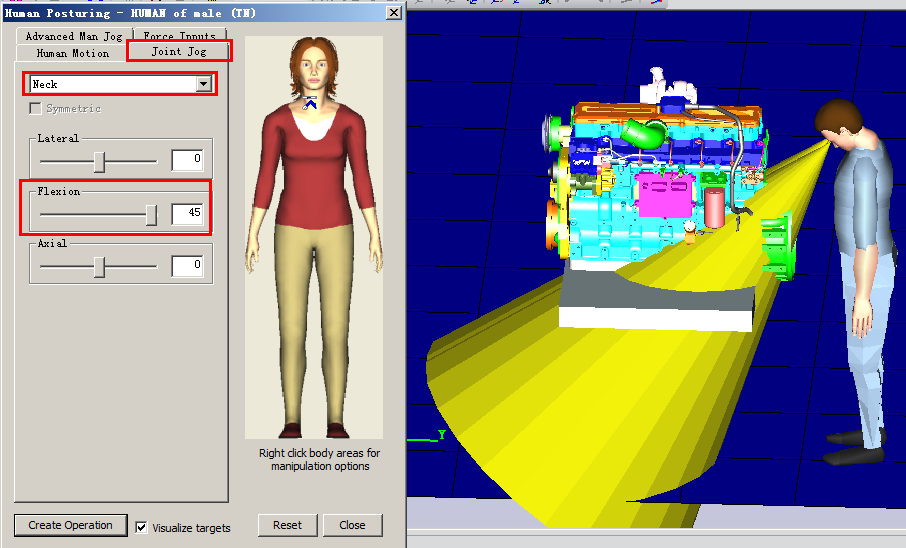 Human Posturing - HUMAN of male (TN)
Advanced Man Jog
Force Inputs
Human Motion
Joint Jog
Neck
Symmetric
Lateral
0
Flexion
45
Axial
0
Right click body areas for
manipulation options
Create Operation
Visualize targets
Reset
Close
Y